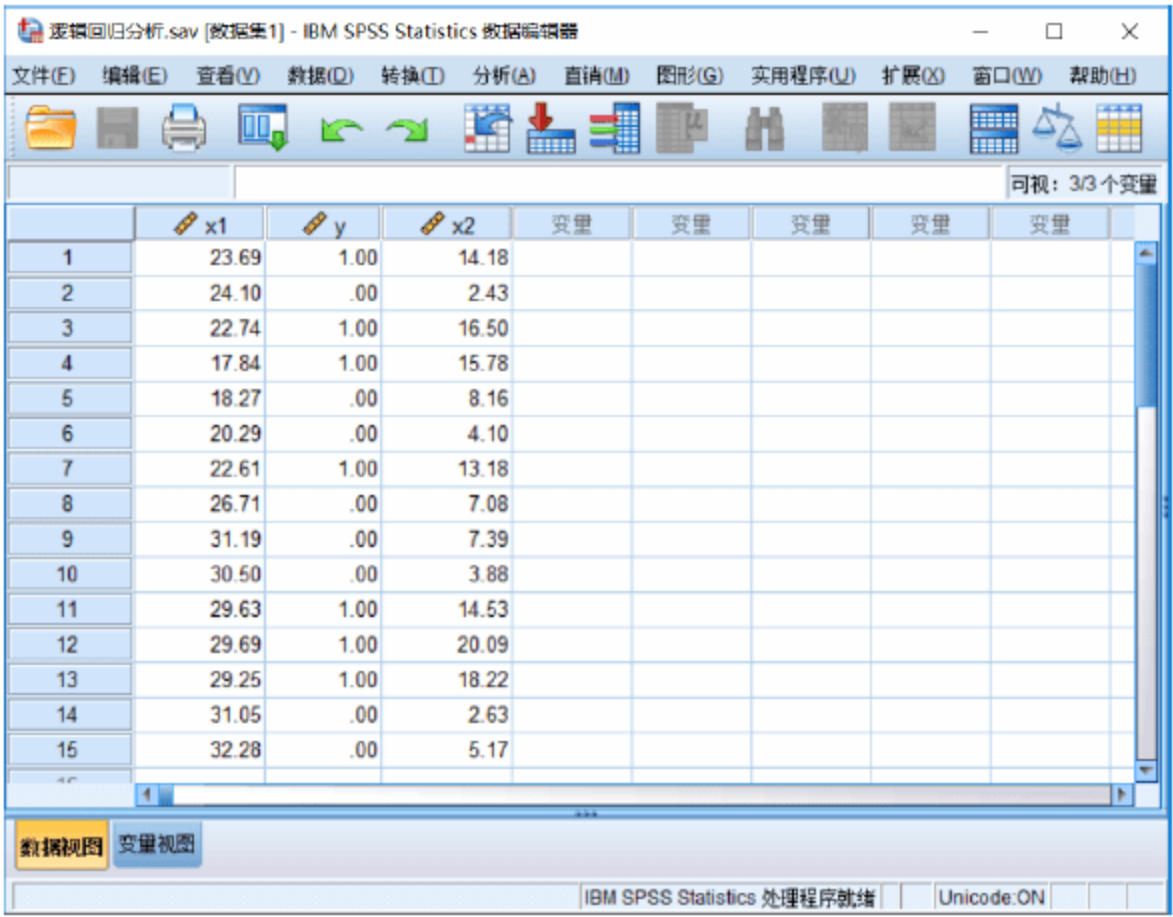 逻辑回归分析.sav [数据集1] - IBM SPSS Statistics 数据编辑器
文件(F) 编辑(E) 查看(V) 数据(D) 转换(T) 分析(A) 直销(M) 图形(G) 实用程序(U) 扩展(X) 窗口(W) 帮助(H)
可视: 3/3 个变量
x1 y x2 变量 变量 变量 变量 变量
1 23.69 1.00 14.18
2 24.10 .00 2.43
3 22.74 1.00 16.50
4 17.84 1.00 15.78
5 18.27 .00 8.16
6 20.29 .00 4.10
7 22.61 1.00 13.18
8 26.71 .00 7.08
9 31.19 .00 7.39
10 30.50 .00 3.88
11 29.63 1.00 14.53
12 29.69 1.00 20.09
13 29.25 1.00 18.22
14 31.05 .00 2.63
15 32.28 .00 5.17
数据视图 变量视图
IBM SPSS Statistics 处理程序就绪 Unicode:ON